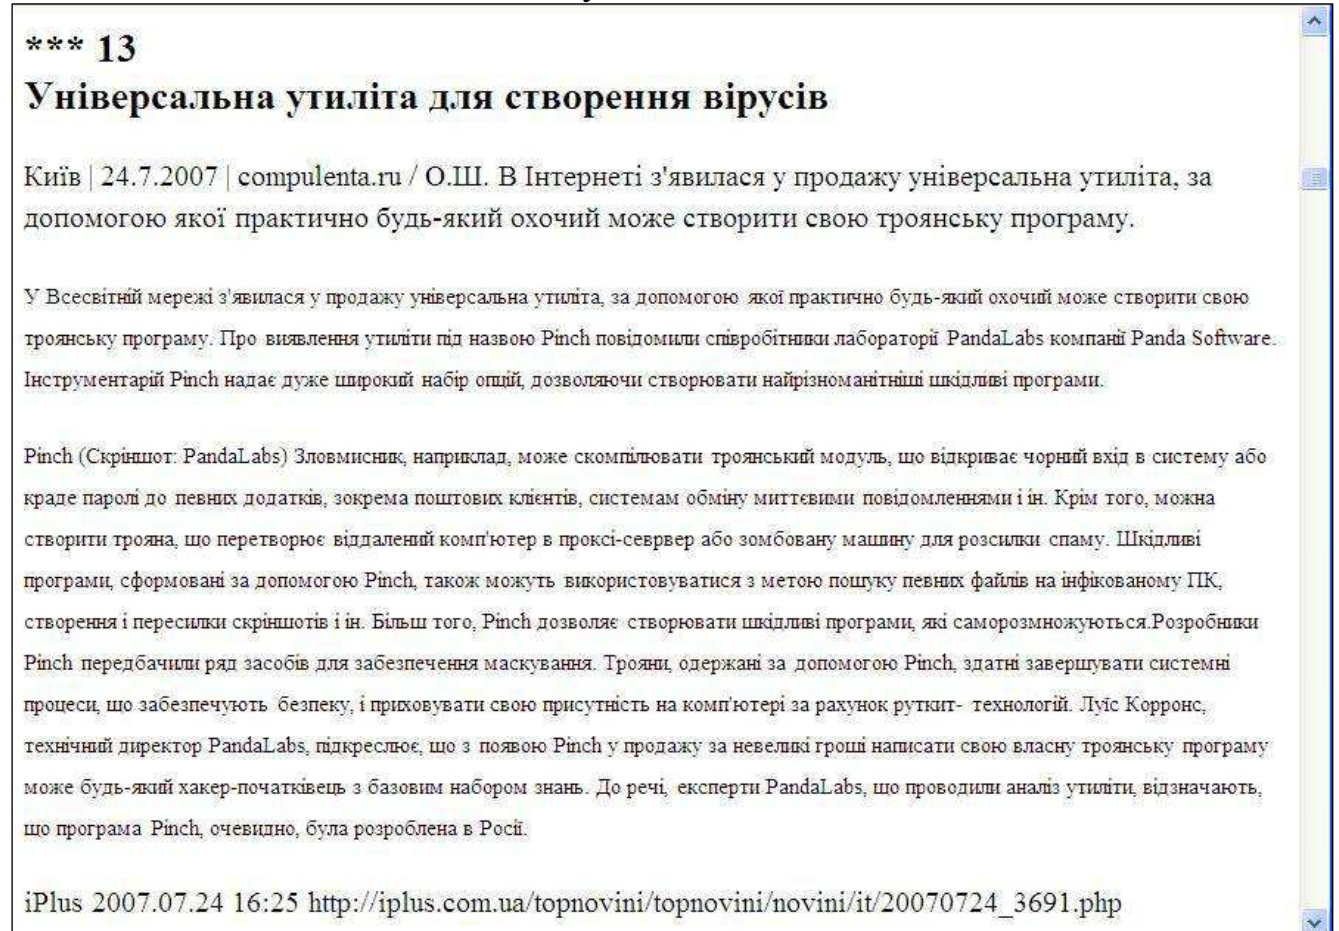 *** 13
Універсальна утиліта для створення вірусів
Київ | 24.7.2007 | compulenta.ru / О.Ш. В Інтернеті з'явилася у продажу універсальна утиліта, за
допомогою якої практично будь-який охочий може створити свою троянську програму.
У Всесвітній мережі з'явилася у продажу універсальна утиліта, за допомогою якої практично будь-який охочий може створити свою
троянську програму. Про виявлення утиліти під назвою Pinch повідомили співробітники лабораторії PandaLabs компанії Panda Software.
Інструментарій Pinch надає дуже широкий набір опцій, дозволяючи створювати найрізноманітніші шкідливі програми.
Pinch (Скріншот: PandaLabs) Зловмисник, наприклад, може скомпілювати троянський модуль, що відкриває чорний вхід в систему або
краде паролі до певних додатків, зокрема поштових клієнтів, системам обміну миттєвими повідомленнями і ін. Крім того, можна
створити трояна, що перетворює віддалений комп'ютер в проксі-севрвер або зомбовану машину для розсилки спаму. Шкідливі
програми, сформовані за допомогою Pinch, також можуть використовуватися з метою пошуку певних файлів на інфікованому ПК,
створення і пересилки скріншотів і ін. Більш того, Pinch дозволяє створювати шкідливі програми, які саморозмножуються.Розробники
Pinch передбачили ряд засобів для забезпечення маскування. Трояни, одержані за допомогою Pinch, здатні завершувати системні
процеси, що забезпечують безпеку, і приховувати свою присутність на комп'ютері за рахунок руткит- технологій. Луїс Корронс,
технічний директор PandaLabs, підкреслює, що з появою Pinch у продажу за невеликі гроші написати свою власну троянську програму
може будь-який хакер-початківець з базовим набором знань. До речі, експерти PandaLabs, що проводили аналіз утиліти, відзначають,
що програма Pinch, очевидно, була розроблена в Росії.
iPlus 2007.07.24 16:25 http://iplus.com.ua/topnovini/topnovini/novini/it/20070724_3691.php